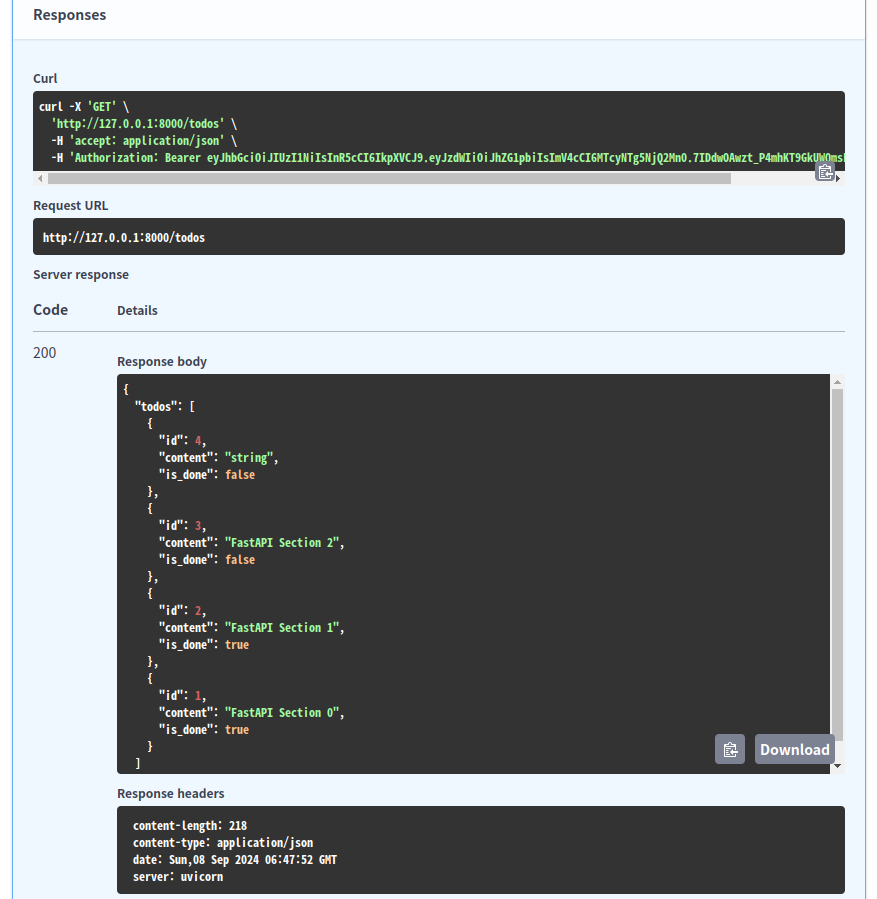 Responses
Curl
curl -X 'GET' \
  'http://127.0.0.1:8000/todos' \
  -H 'accept: application/json' \
  -H 'Authorization: Bearer eyJhbGciOiJIUzI1NiIsInR5cCI6IkpXVCJ9.eyJzdWIiOiJhZG1pbiIsImV4cCI6MTcyNTg5NjQ2Mn0.7IDdwOAwzt_P4mhKT9GkUWOms
Request URL
http://127.0.0.1:8000/todos
Server response
Code Details
200
Response body
{
  "todos": [
    {
      "id": 4,
      "content": "string",
      "is_done": false
    },
    {
      "id": 3,
      "content": "FastAPI Section 2",
      "is_done": false
    },
    {
      "id": 2,
      "content": "FastAPI Section 1",
      "is_done": true
    },
    {
      "id": 1,
      "content": "FastAPI Section 0",
      "is_done": true
    }
  ]
Download
Response headers
content-length: 218
content-type: application/json
date: Sun,08 Sep 2024 06:47:52 GMT
server: uvicorn